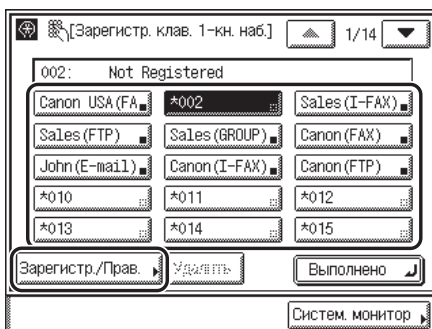 [Зарегистр. клав. 1-кн. наб.] 1/14
002: Not Registered
Canon USA(FA *002 Sales(I-FAX)
Sales(FTP) Sales(GROUP) Canon(FAX)
John(E-mail) Canon(I-FAX) Canon(FTP)
*010 *011 *012
*013 *014 *015
Зарегистр./Прав. Удалить Выполнено
Систем. монитор